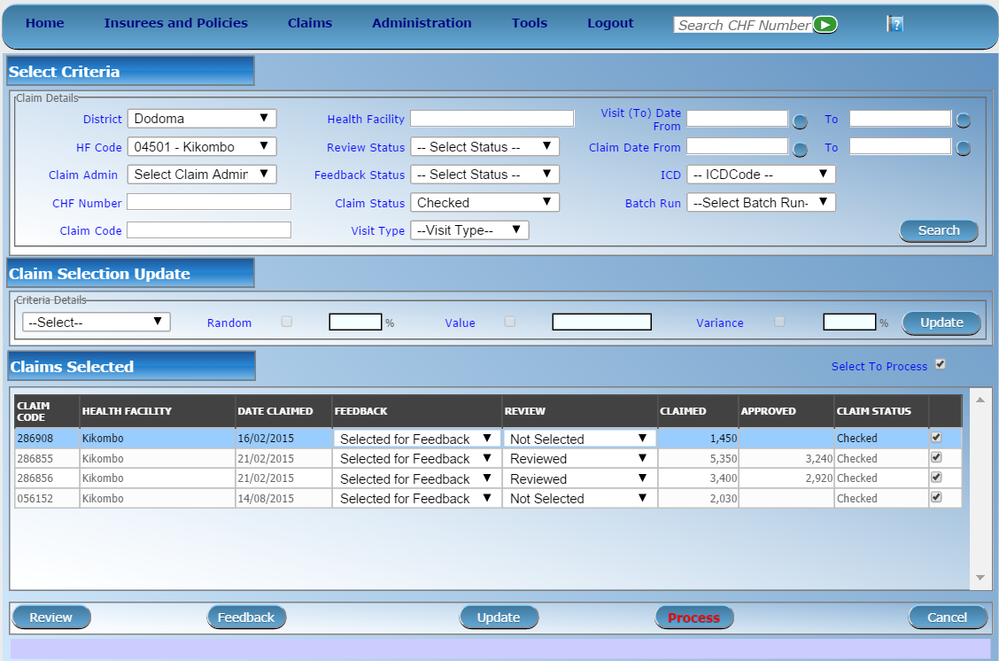 Home Insurees and Policies Claims Administration Tools Logout Search CHF Number ?
Select Criteria
Claim Details
District Dodoma Health Facility Visit (To) Date From To
HF Code 04501 - Kikombo Review Status -- Select Status -- Claim Date From To
Claim Admin Select Claim Admir Feedback Status -- Select Status -- ICD -- ICDCode --
CHF Number Claim Status Checked Batch Run --Select Batch Run-
Claim Code Visit Type --Visit Type-- Search
Claim Selection Update
Criteria Details
--Select-- Random % Value Variance % Update
Claims Selected Select To Process
CLAIM CODE HEALTH FACILITY DATE CLAIMED FEEDBACK REVIEW CLAIMED APPROVED CLAIM STATUS
286908 Kikombo 16/02/2015 Selected for Feedback Not Selected 1,450 Checked
286855 Kikombo 21/02/2015 Selected for Feedback Reviewed 5,350 3,240 Checked
286856 Kikombo 21/02/2015 Selected for Feedback Reviewed 3,400 2,920 Checked
056152 Kikombo 14/08/2015 Selected for Feedback Not Selected 2,030 Checked
Review Feedback Update Process Cancel